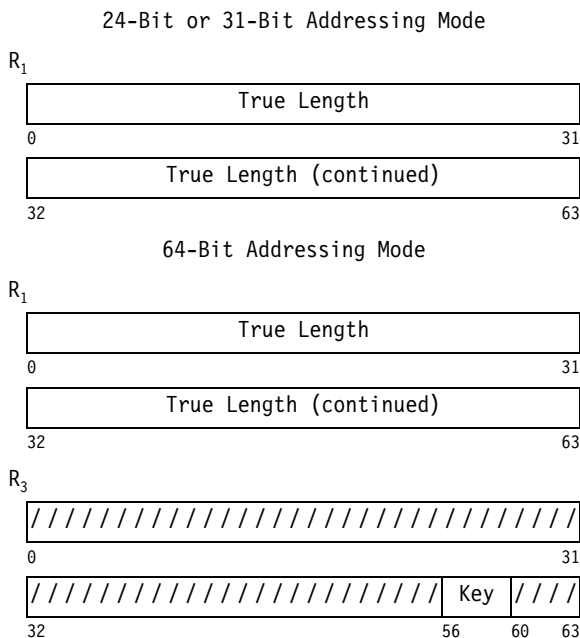 24-Bit or 31-Bit Addressing Mode
R1
True Length
0 31
True Length (continued)
32 63
64-Bit Addressing Mode
R1
True Length
0 31
True Length (continued)
32 63
R3
////////////////////////////////
0 31
//////////////////////// Key ////
32 56 60 63